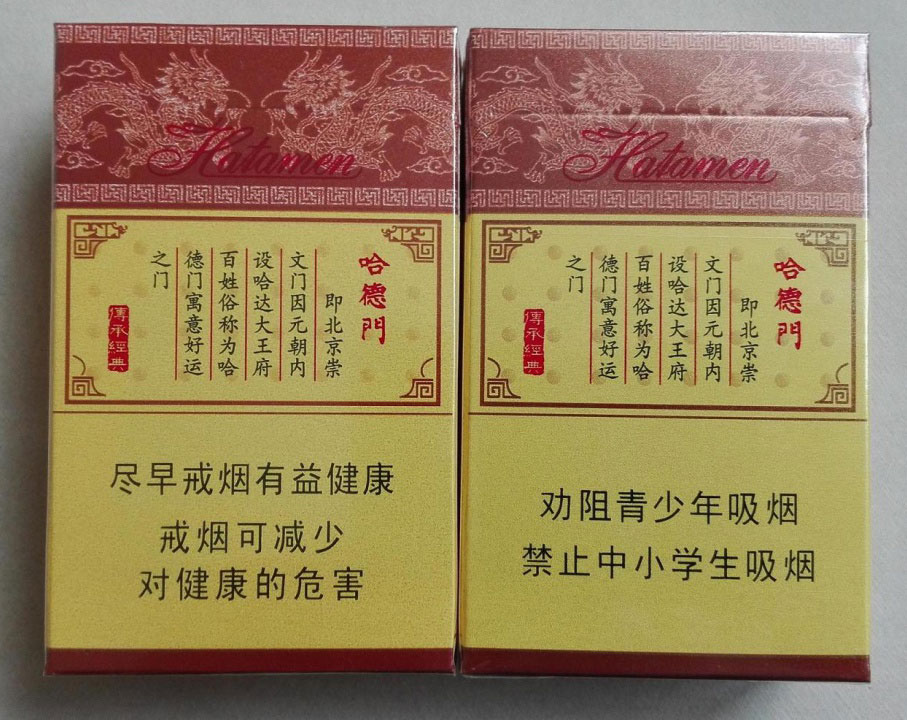 Hatamen
哈德門
即北京崇
文门因元朝内
设哈达大王府
百姓俗称为哈
德门寓意好运
之门
傳承經典
尽早戒烟有益健康
戒烟可减少
对健康的危害
Hatamen
哈德門
即北京崇
文门因元朝内
设哈达大王府
百姓俗称为哈
德门寓意好运
之门
傳承經典
劝阻青少年吸烟
禁止中小学生吸烟